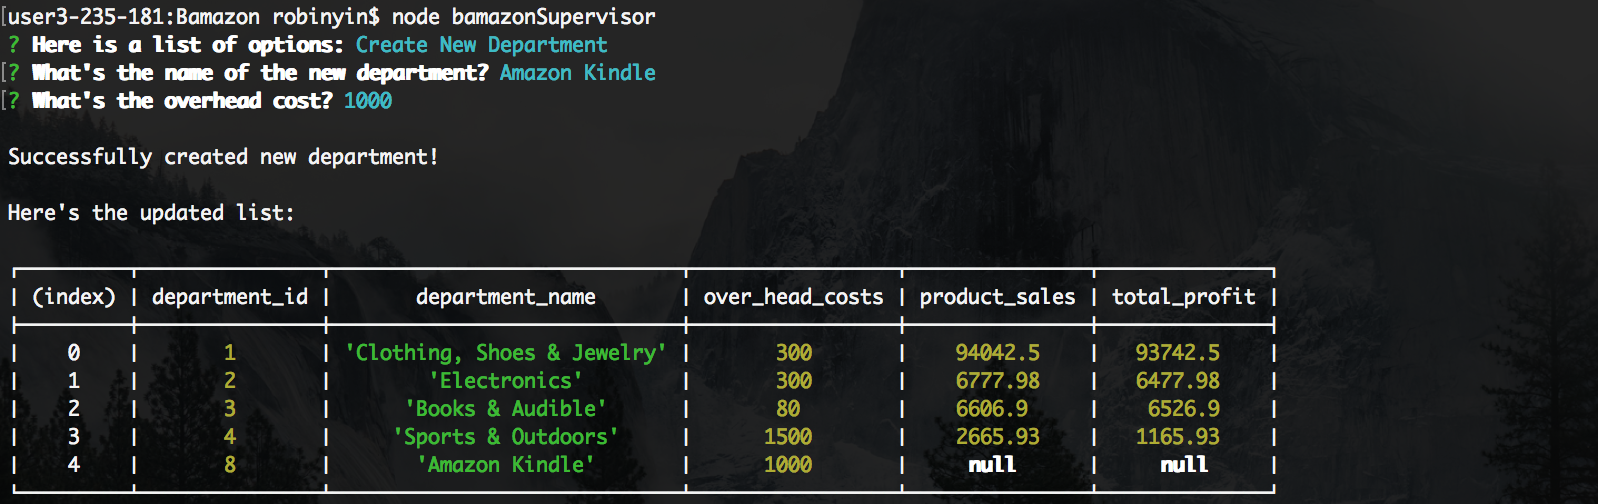 user3-235-181:Bamazon robinyin$ node bamazonSupervisor
? Here is a list of options: Create New Department
? What's the name of the new department? Amazon Kindle
? What's the overhead cost? 1000
Successfully created new department!
Here's the updated list:
(index) | department_id | department_name | over_head_costs | product_sales | total_profit
0 | 1 | 'Clothing, Shoes & Jewelry' | 300 | 94042.5 | 93742.5
1 | 2 | 'Electronics' | 300 | 6777.98 | 6477.98
2 | 3 | 'Books & Audible' | 80 | 6606.9 | 6526.9
3 | 4 | 'Sports & Outdoors' | 1500 | 2665.93 | 1165.93
4 | 8 | 'Amazon Kindle' | 1000 | null | null